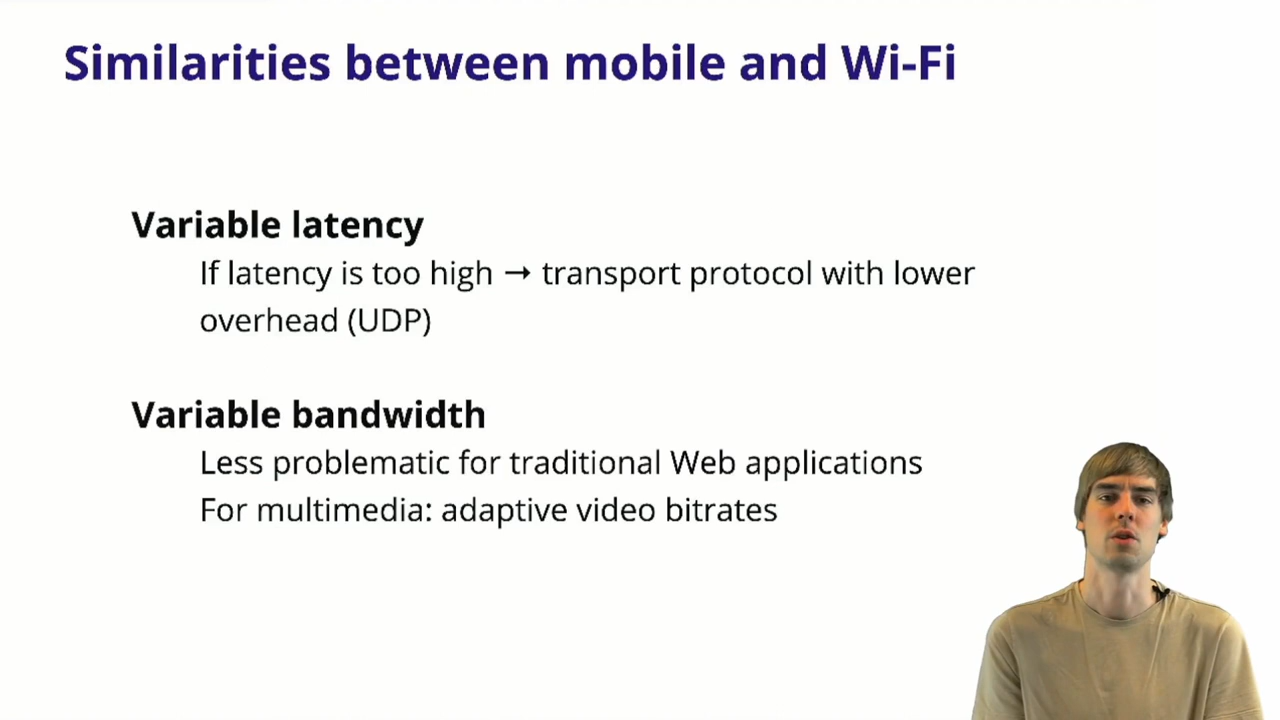 Similarities between mobile and Wi-Fi
Variable latency
If latency is too high → transport protocol with lower
overhead (UDP)
Variable bandwidth
Less problematic for traditional Web applications
For multimedia: adaptive video bitrates